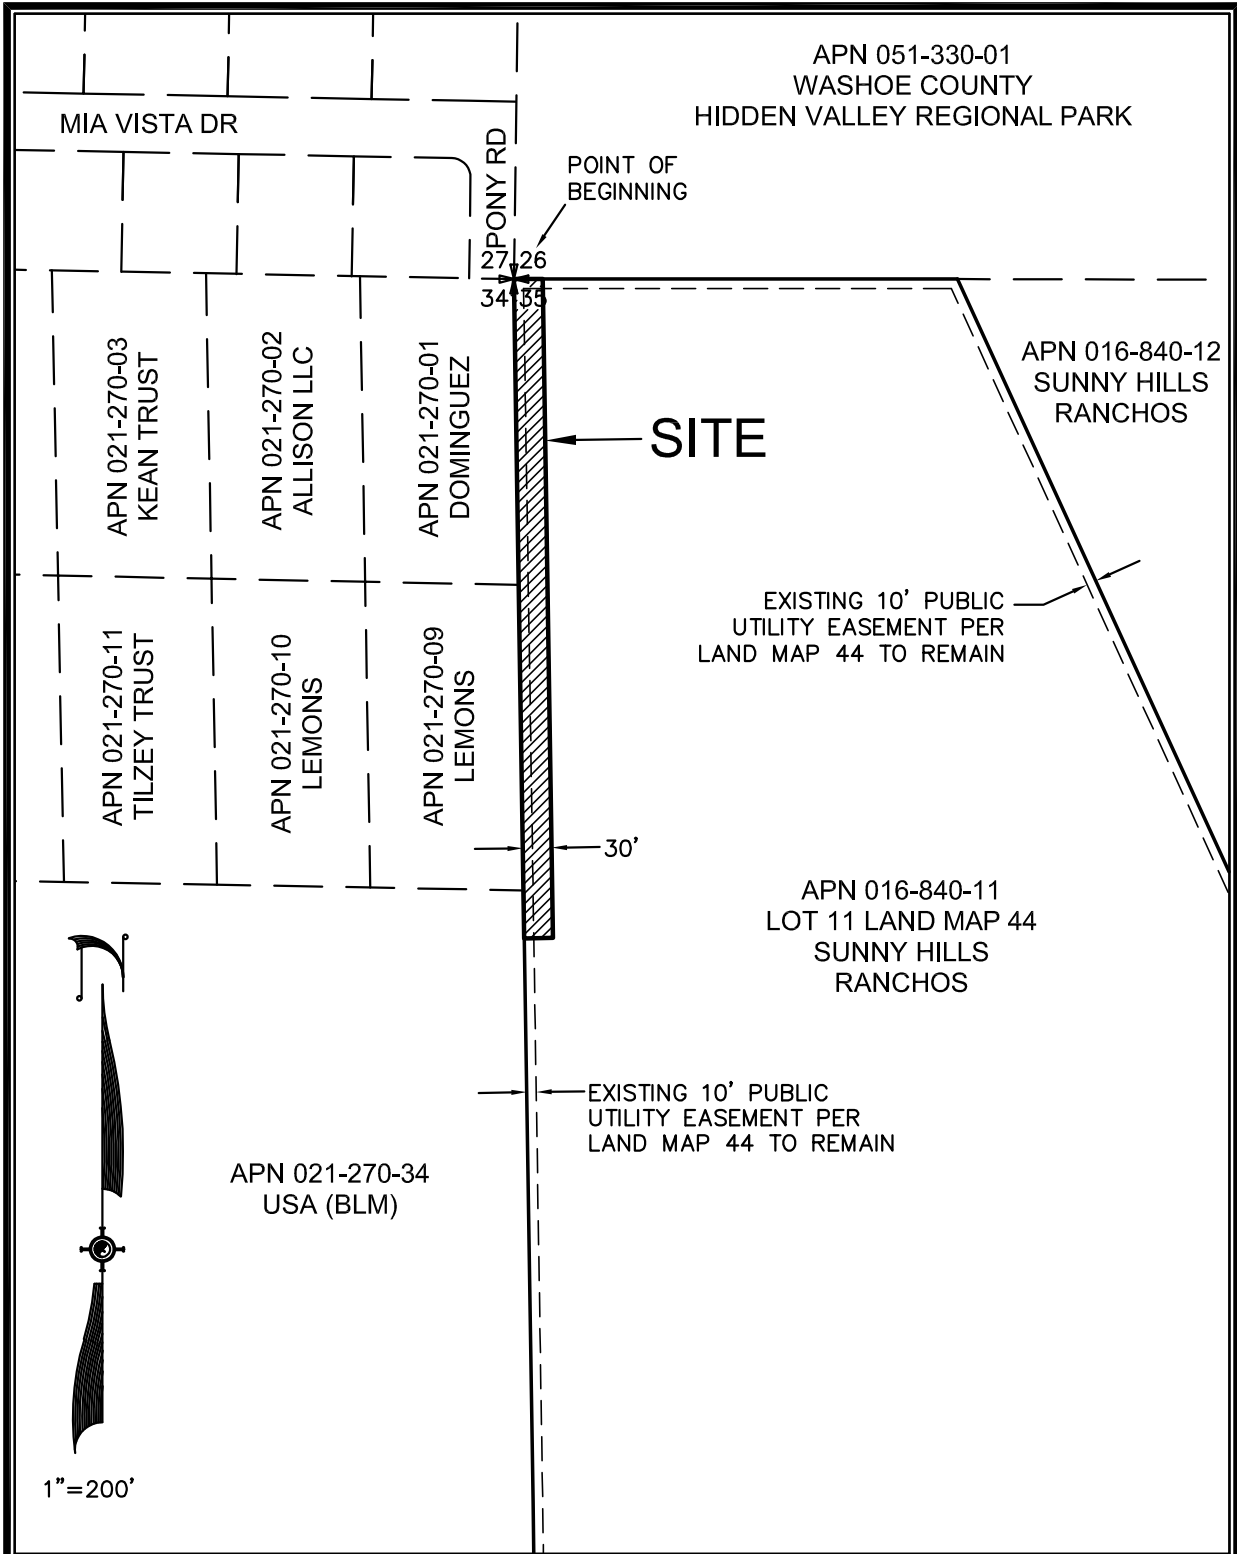 APN 051-330-01
WASHOE COUNTY
HIDDEN VALLEY REGIONAL PARK
MIA VISTA DR
PONY RD
POINT OF
BEGINNING
27 26
34 35
APN 021-270-03
KEAN TRUST
APN 021-270-02
ALLISON LLC
APN 021-270-01
DOMINGUEZ
SITE
APN 016-840-12
SUNNY HILLS
RANCHOS
EXISTING 10' PUBLIC
UTILITY EASEMENT PER
LAND MAP 44 TO REMAIN
APN 021-270-11
TILZEY TRUST
APN 021-270-10
LEMONS
APN 021-270-09
LEMONS
30'
APN 016-840-11
LOT 11 LAND MAP 44
SUNNY HILLS
RANCHOS
EXISTING 10' PUBLIC
UTILITY EASEMENT PER
LAND MAP 44 TO REMAIN
APN 021-270-34
USA (BLM)
1"=200'